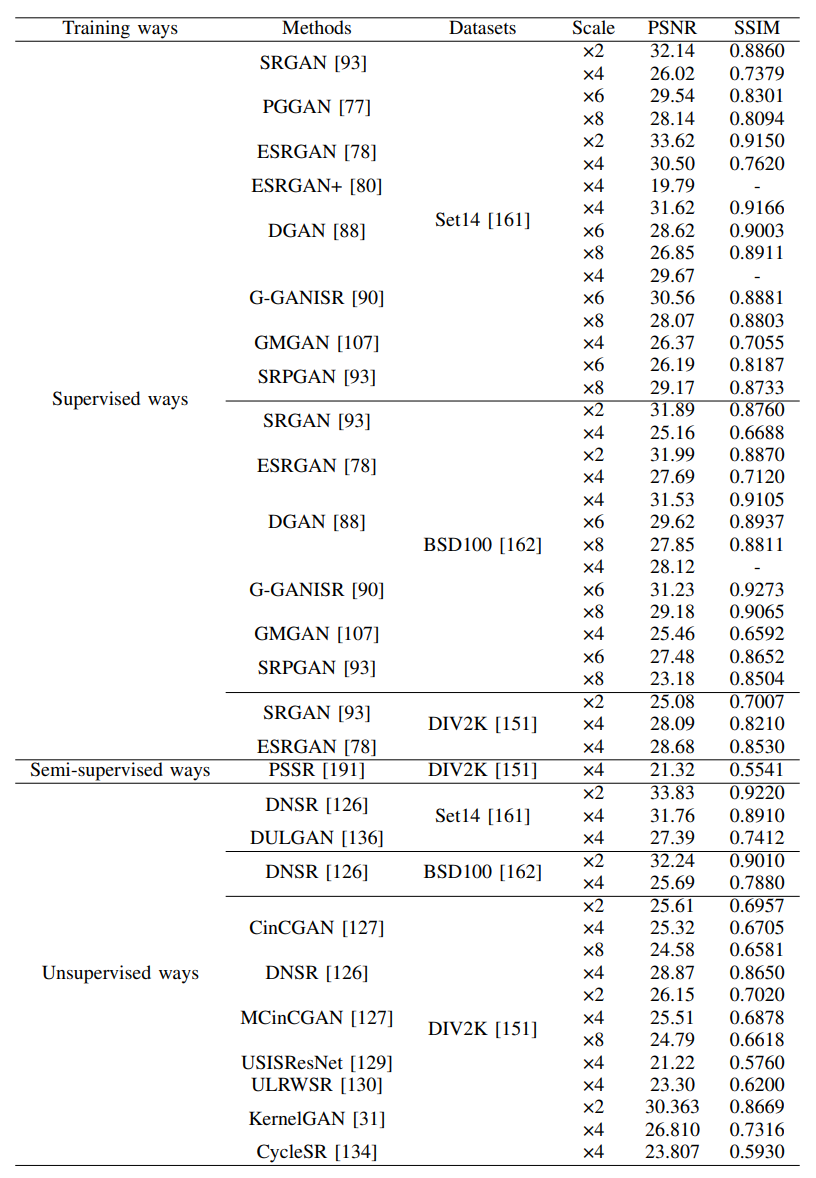 Training ways Methods Datasets Scale PSNR SSIM
×2 32.14 0.8860
SRGAN [93]
×4 26.02 0.7379
×6 29.54 0.8301
PGGAN [77]
×8 28.14 0.8094
×2 33.62 0.9150
ESRGAN [78]
×4 30.50 0.7620
ESRGAN+ [80] ×4 19.79 -
×4 31.62 0.9166
Set14 [161]
DGAN [88] ×6 28.62 0.9003
×8 26.85 0.8911
×4 29.67 -
G-GANISR [90] ×6 30.56 0.8881
×8 28.07 0.8803
GMGAN [107] ×4 26.37 0.7055
×6 26.19 0.8187
SRPGAN [93]
×8 29.17 0.8733
Supervised ways
×2 31.89 0.8760
SRGAN [93]
×4 25.16 0.6688
×2 31.99 0.8870
ESRGAN [78]
×4 27.69 0.7120
×4 31.53 0.9105
DGAN [88] ×6 29.62 0.8937
BSD100 [162] ×8 27.85 0.8811
×4 28.12 -
G-GANISR [90] ×6 31.23 0.9273
×8 29.18 0.9065
GMGAN [107] ×4 25.46 0.6592
×6 27.48 0.8652
SRPGAN [93]
×8 23.18 0.8504
×2 25.08 0.7007
SRGAN [93]
DIV2K [151] ×4 28.09 0.8210
ESRGAN [78] ×4 28.68 0.8530
Semi-supervised ways PSSR [191] DIV2K [151] ×4 21.32 0.5541
×2 33.83 0.9220
DNSR [126]
Set14 [161] ×4 31.76 0.8910
DULGAN [136] ×4 27.39 0.7412
×2 32.24 0.9010
DNSR [126] BSD100 [162]
×4 25.69 0.7880
×2 25.61 0.6957
CinCGAN [127] ×4 25.32 0.6705
×8 24.58 0.6581
Unsupervised ways DNSR [126] ×4 28.87 0.8650
×2 26.15 0.7020
MCinCGAN [127] ×4 25.51 0.6878
DIV2K [151]
×8 24.79 0.6618
USISResNet [129] ×4 21.22 0.5760
ULRWSR [130] ×4 23.30 0.6200
×2 30.363 0.8669
KernelGAN [31]
×4 26.810 0.7316
CycleSR [134] ×4 23.807 0.5930